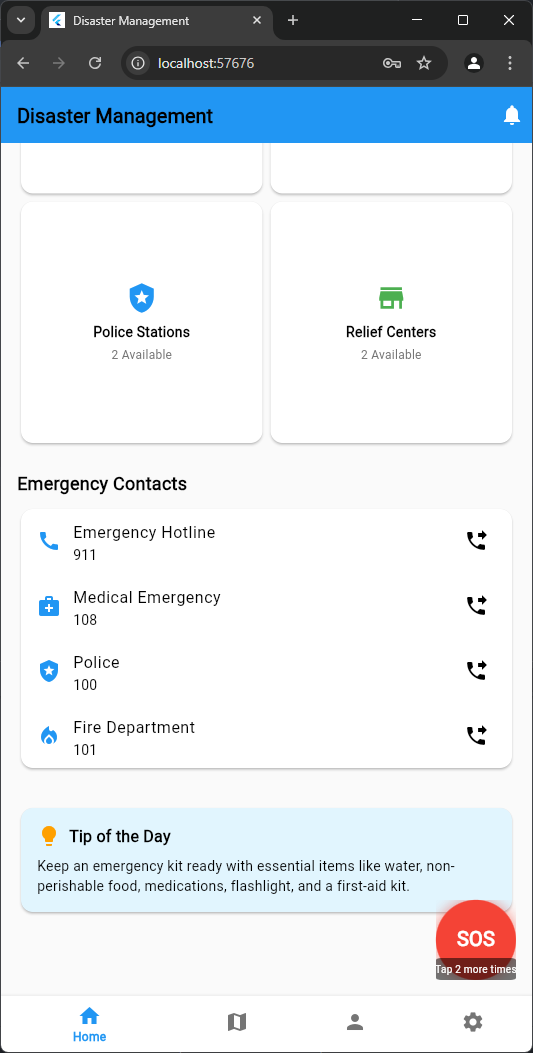 Disaster Management
localhost:57676
Disaster Management
Police Stations
2 Available
Relief Centers
2 Available
Emergency Contacts
Emergency Hotline
911
Medical Emergency
108
Police
100
Fire Department
101
Tip of the Day
Keep an emergency kit ready with essential items like water, non-
perishable food, medications, flashlight, and a first-aid kit.
SOS
Tap 2 more times
Home